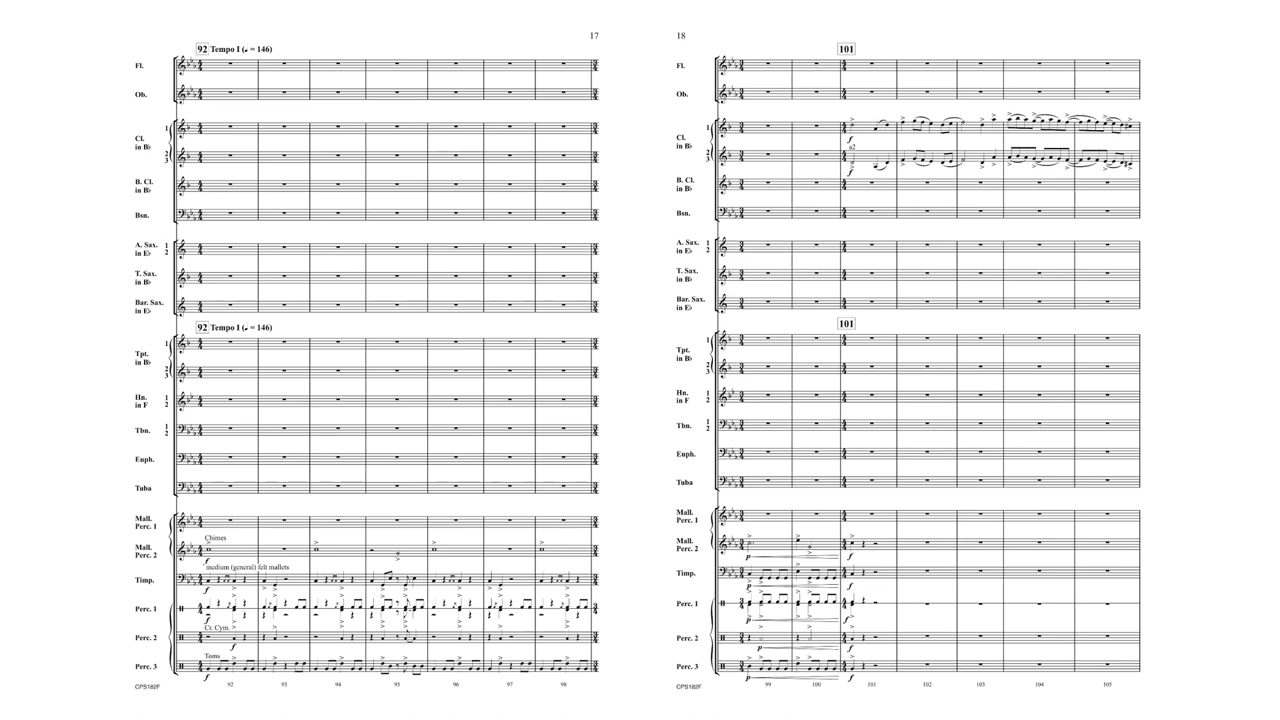 17
92 Tempo I (♩ = 146)
Fl.
Ob.
Cl.
in B♭
1
2
3
B. Cl.
in B♭
Bsn.
A. Sax.
in E♭
1
2
T. Sax.
in B♭
Bar. Sax.
in E♭
92 Tempo I (♩ = 146)
Tpt.
in B♭
1
2
3
Hn.
in F
1
2
Tbn.
1
2
Euph.
Tuba
Mall.
Perc. 1
Mall.
Perc. 2
Chimes
f
medium (general) felt mallets
Timp.
f
Perc. 1
f
Cr. Cym.
Perc. 2
f
Toms
Perc. 3
f
CPS182F
92 93 94 95 96 97 98
18
101
Fl.
Ob.
Cl.
in B♭
1
2
3
f
a2
f
B. Cl.
in B♭
Bsn.
A. Sax.
in E♭
1
2
T. Sax.
in B♭
Bar. Sax.
in E♭
101
Tpt.
in B♭
1
2
3
Hn.
in F
1
2
Tbn.
1
2
Euph.
Tuba
Mall.
Perc. 1
Mall.
Perc. 2
p f
Timp.
p f
Perc. 1
p f
Perc. 2
p f
Perc. 3
p f
CPS182F
99 100 101 102 103 104 105